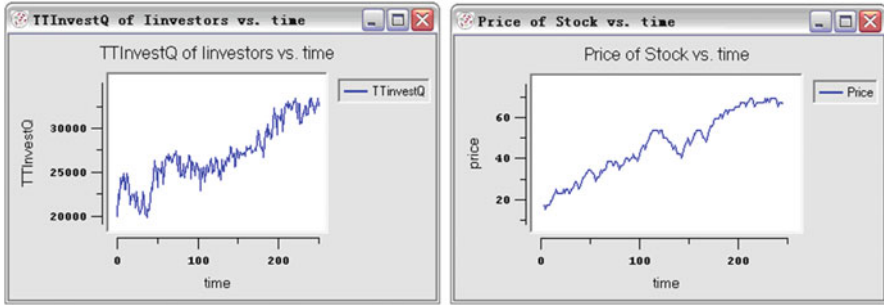 TTInvestQ of Iinvestors vs. time
TTInvestQ of Iinvestors vs. time
TTInvestQ
30000
25000
20000
0
200
100
time
TTinvestQ
Price of Stock vs. time
Price of Stock vs. time
price
60
40
20
0
100
200
time
Price